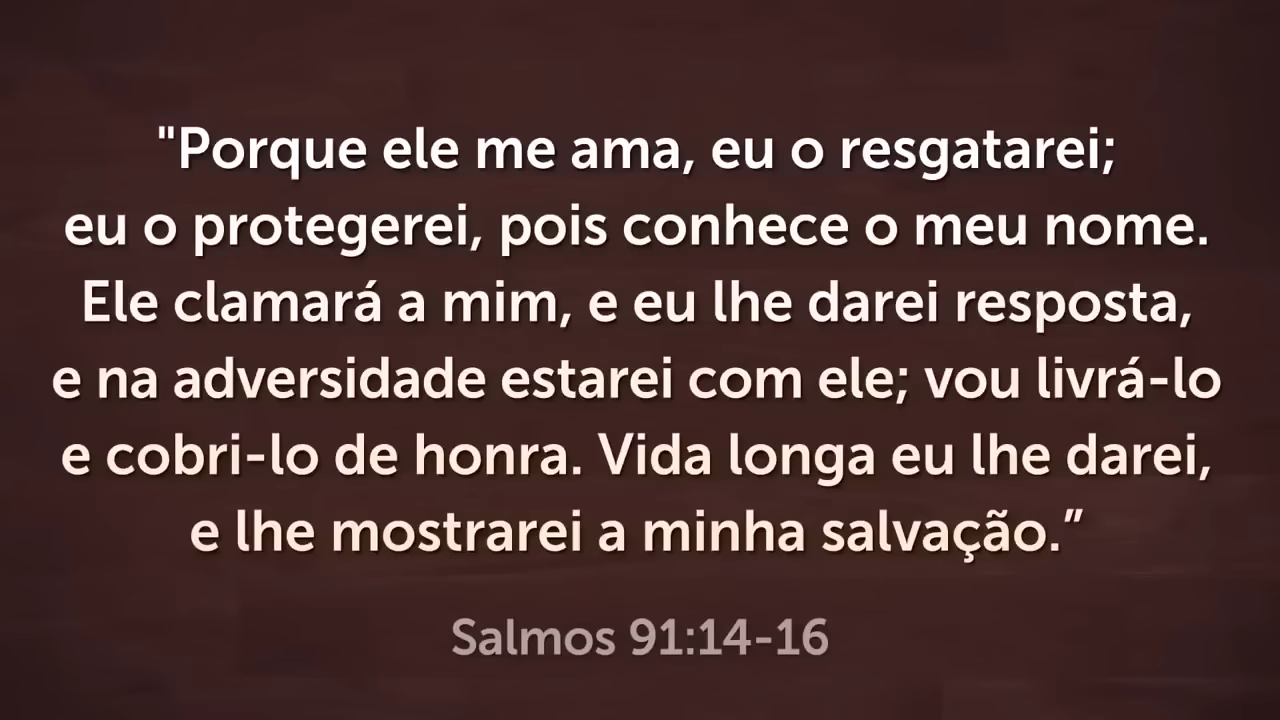 "Porque ele me ama, eu o resgatarei;
eu o protegerei, pois conhece o meu nome.
Ele clamará a mim, e eu lhe darei resposta,
e na adversidade estarei com ele; vou livrá-lo
e cobri-lo de honra. Vida longa eu lhe darei,
e lhe mostrarei a minha salvação.”
Salmos 91:14-16